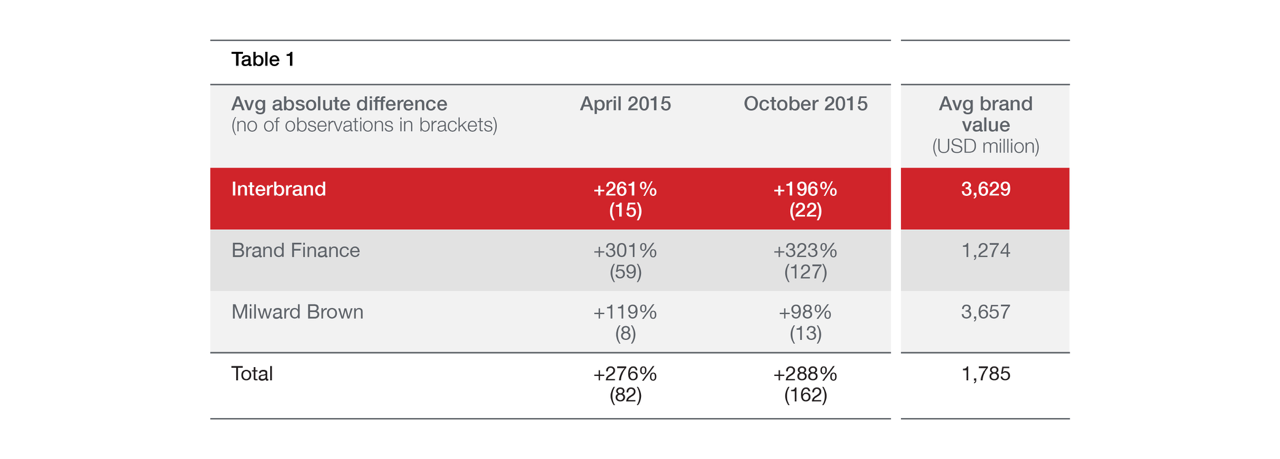 Table 1
Avg absolute difference April 2015 October 2015 Avg brand
(no of observations in brackets) value
(USD million)
Interbrand +261% +196% 3,629
(15) (22)
Brand Finance +301% +323% 1,274
(59) (127)
Milward Brown +119% +98% 3,657
(8) (13)
Total +276% +288% 1,785
(82) (162)